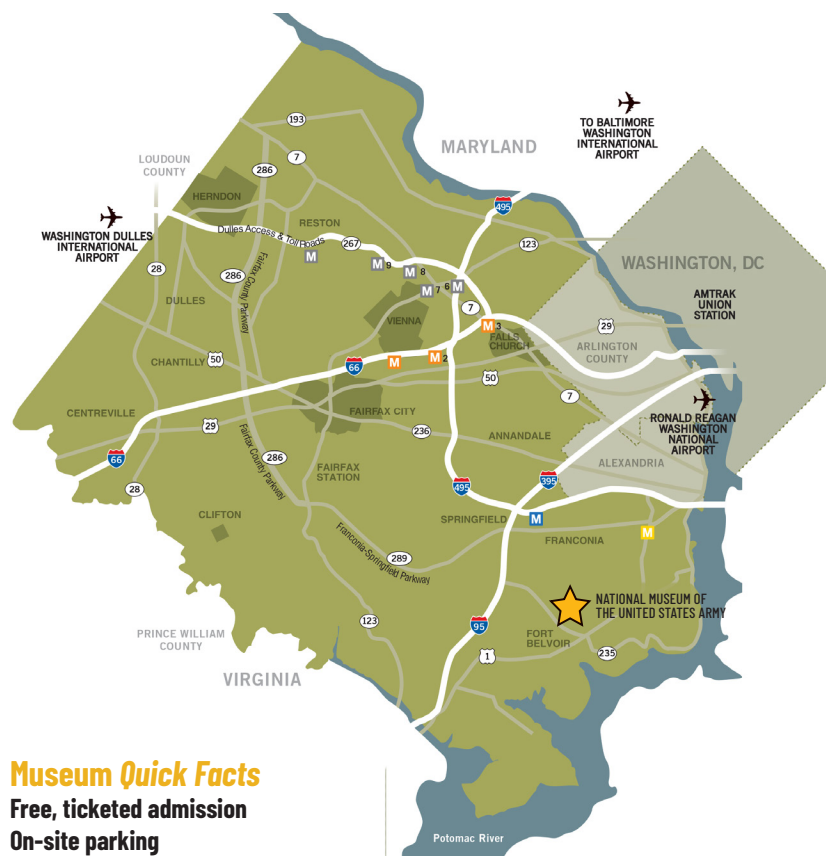 193
7
MARYLAND
TO BALTIMORE
WASHINGTON
INTERNATIONAL
AIRPORT
LOUDOUN
COUNTY
286
HERNDON
495
WASHINGTON DULLES
INTERNATIONAL
AIRPORT
RESTON
Dulles Access & Toll Roads
267
123
28
286
Fairfax County Parkway
M
M 9
M 8
M 7
6 M
WASHINGTON, DC
DULLES
AMTRAK
UNION
STATION
7
VIENNA
M 3
29
FALLS
CHURCH
ARLINGTON
COUNTY
CHANTILLY
50
66
M
M 2
50
7
CENTREVILLE
29
FAIRFAX CITY
236
RONALD REAGAN
WASHINGTON
NATIONAL
AIRPORT
ANNANDALE
66
286
Fairfax County Parkway
FAIRFAX
STATION
ALEXANDRIA
28
495
395
CLIFTON
SPRINGFIELD
M
M
FRANCONIA
289
Franconia-Springfield Parkway
NATIONAL MUSEUM OF
THE UNITED STATES ARMY
123
95
FORT
BELVOIR
PRINCE WILLIAM
COUNTY
1
235
VIRGINIA
Museum Quick Facts
Free, ticketed admission
On-site parking
Potomac River